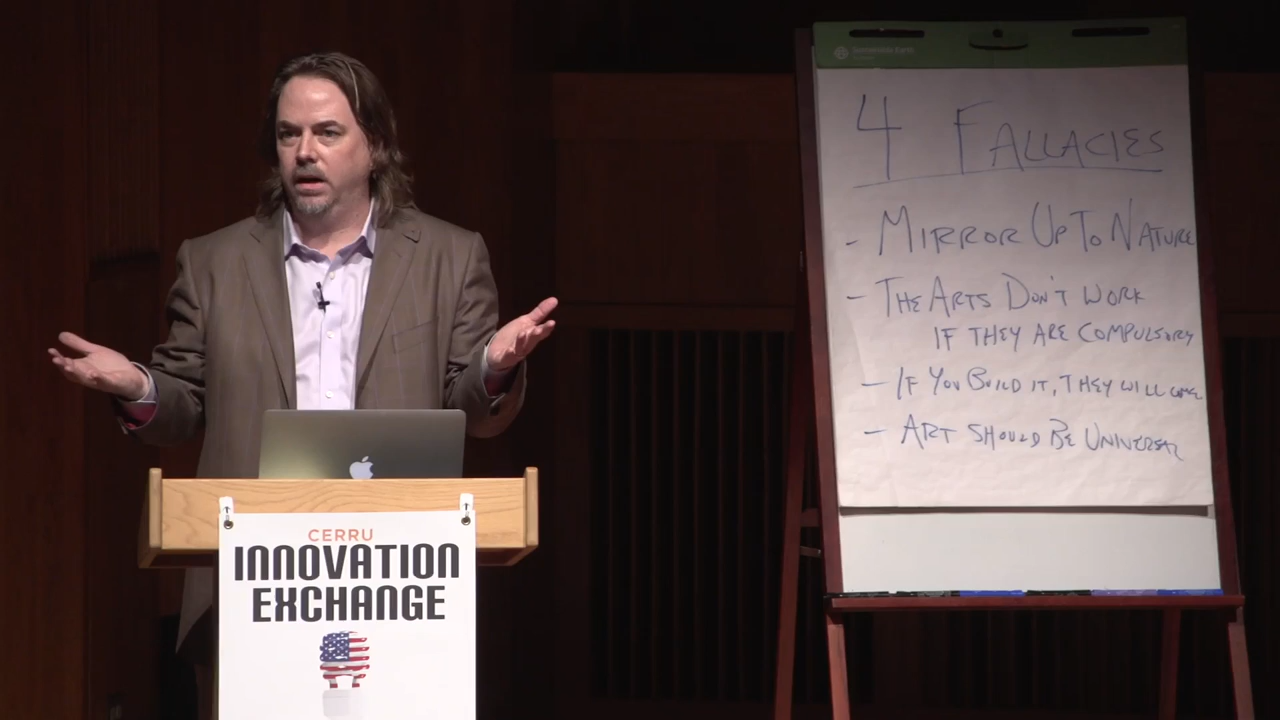 CERRU
INNOVATION
EXCHANGE
4 FALLACIES
- MIRROR UP TO NATURE
- THE ARTS DON'T WORK
IF THEY ARE COMPULSORY
- IF YOU BUILD IT, THEY WILL COME
- ART SHOULD BE UNIVERSAL